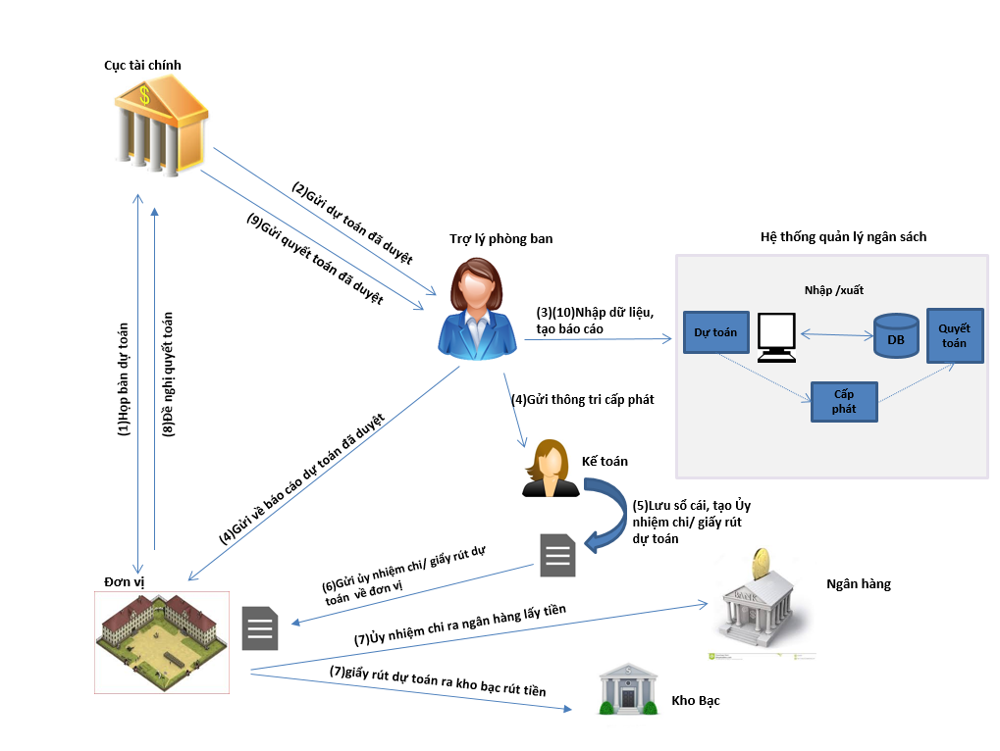 Cục tài chính
$
(2)Gửi dự toán đã duyệt
(9)Gửi quyết toán đã duyệt
Trợ lý phòng ban
Hệ thống quản lý ngân sách
Nhập /xuất
(3)(10)Nhập dữ liệu,
tạo báo cáo
Dự toán
DB
Quyết
toán
Cấp
phát
(1)Họp bàn dự toán
(8)Đề nghị quyết toán
(4)Gửi thông tri cấp phát
(4)Gửi về báo cáo dự toán đã duyệt
Kế toán
(5)Lưu sổ cái, tạo Ủy
nhiệm chi/ giấy rút
dự toán
(6)Gửi ủy nhiệm chi/ giấy rút dự
toán về đơn vị
Đơn vị
Ngân hàng
BANK
(7)Ủy nhiệm chi ra ngân hàng lấy tiền
(7)giấy rút dự toán ra kho bạc rút tiền
$
Kho Bạc